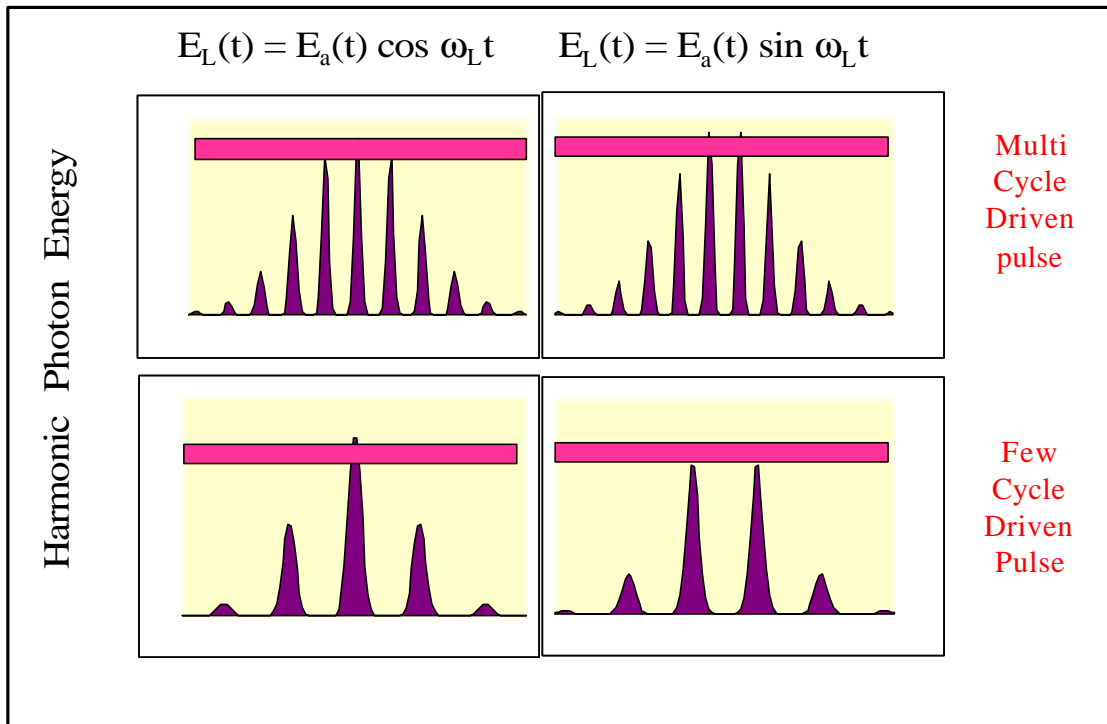 E_L(t) = E_a(t) cos ω_L t
E_L(t) = E_a(t) sin ω_L t
Harmonic Photon Energy
Multi
Cycle
Driven
pulse
Few
Cycle
Driven
Pulse